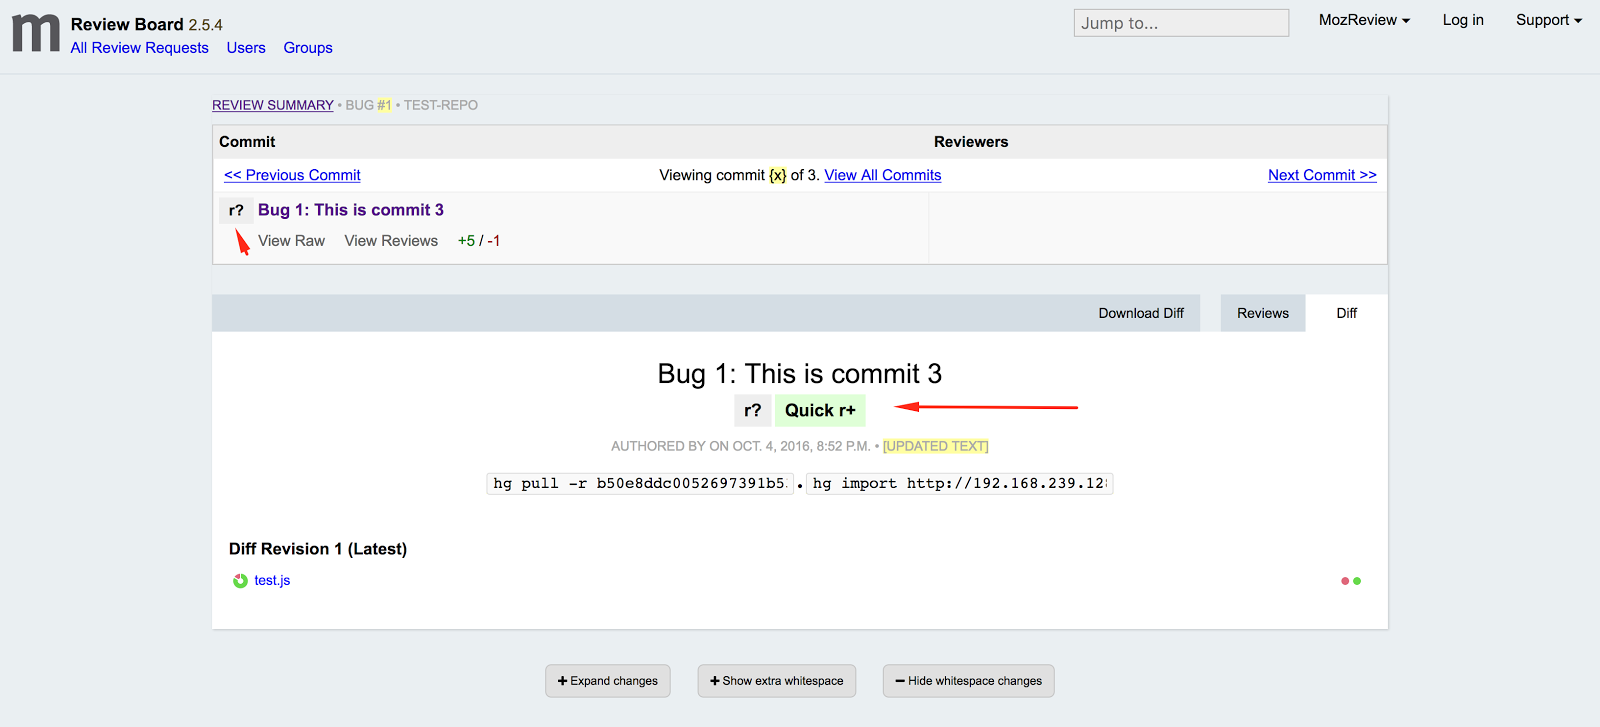 m Review Board 2.5.4
All Review Requests Users Groups
Jump to...
MozReview Log in Support
REVIEW SUMMARY • BUG #1 • TEST-REPO
Commit Reviewers
<< Previous Commit Viewing commit {x} of 3. View All Commits Next Commit >>
r? Bug 1: This is commit 3
View Raw View Reviews +5 / -1
Download Diff Reviews Diff
Bug 1: This is commit 3
r? Quick r+
AUTHORED BY ON OCT. 4, 2016, 8:52 P.M. • [UPDATED TEXT]
hg pull -r b50e8ddc0052697391b5 . hg import http://192.168.239.12
Diff Revision 1 (Latest)
test.js
+ Expand changes + Show extra whitespace − Hide whitespace changes